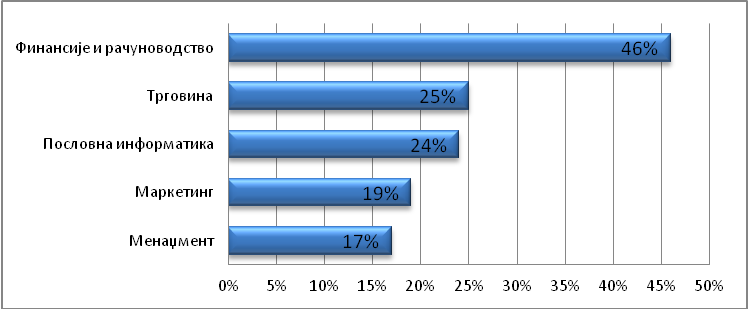 Финансије и рачуноводство
46%
Трговина
25%
Пословна информатика
24%
Маркетинг
19%
Менаџмент
17%
0% 5% 10% 15% 20% 25% 30% 35% 40% 45% 50%